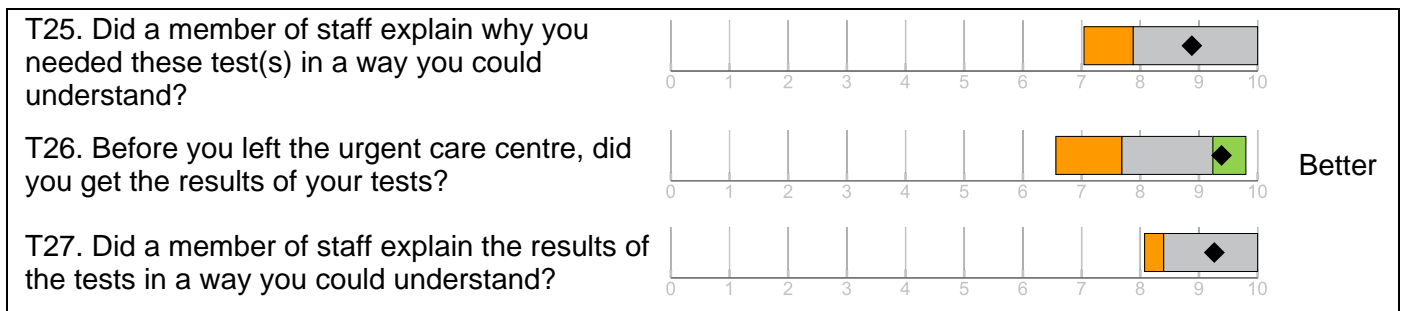 T25. Did a member of staff explain why you
needed these test(s) in a way you could
understand?
0 1 2 3 4 5 6 7 8 9 10
T26. Before you left the urgent care centre, did
you get the results of your tests?
0 1 2 3 4 5 6 7 8 9 10
Better
T27. Did a member of staff explain the results of
the tests in a way you could understand?
0 1 2 3 4 5 6 7 8 9 10